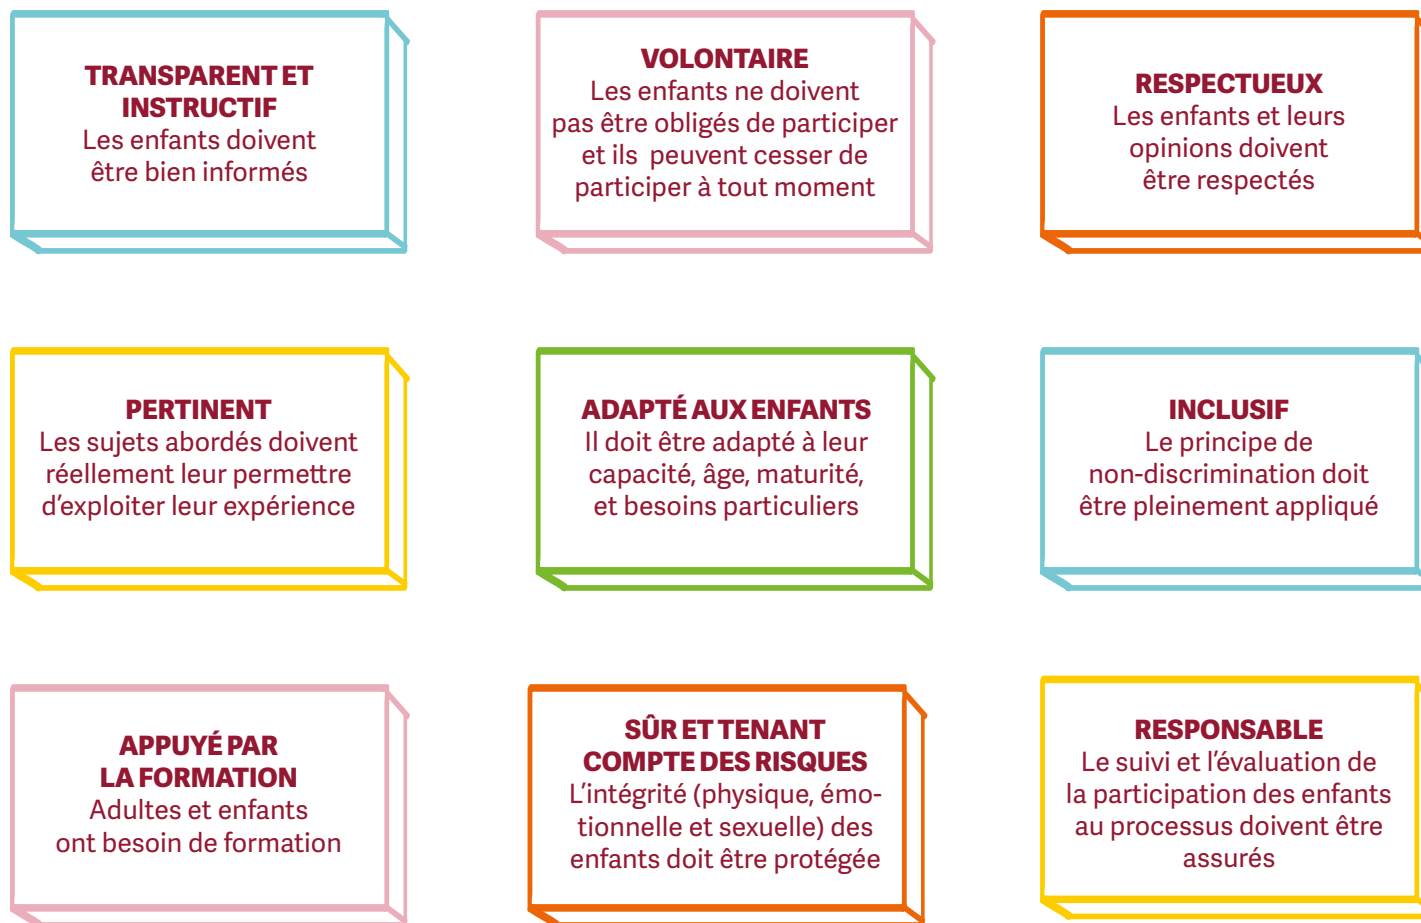 TRANSPARENT ET
INSTRUCTIF
Les enfants doivent
être bien informés
VOLONTAIRE
Les enfants ne doivent
pas être obligés de participer
et ils peuvent cesser de
participer à tout moment
RESPECTUEUX
Les enfants et leurs
opinions doivent
être respectés
PERTINENT
Les sujets abordés doivent
réellement leur permettre
d'exploiter leur expérience
ADAPTÉ AUX ENFANTS
Il doit être adapté à leur
capacité, âge, maturité,
et besoins particuliers
INCLUSIF
Le principe de
non-discrimination doit
être pleinement appliqué
APPUYÉ PAR
LA FORMATION
Adultes et enfants
ont besoin de formation
SÛR ET TENANT
COMPTE DES RISQUES
L’intégrité (physique, émo-
tionnelle et sexuelle) des
enfants doit être protégée
RESPONSABLE
Le suivi et l’évaluation de
la participation des enfants
au processus doivent être
assurés